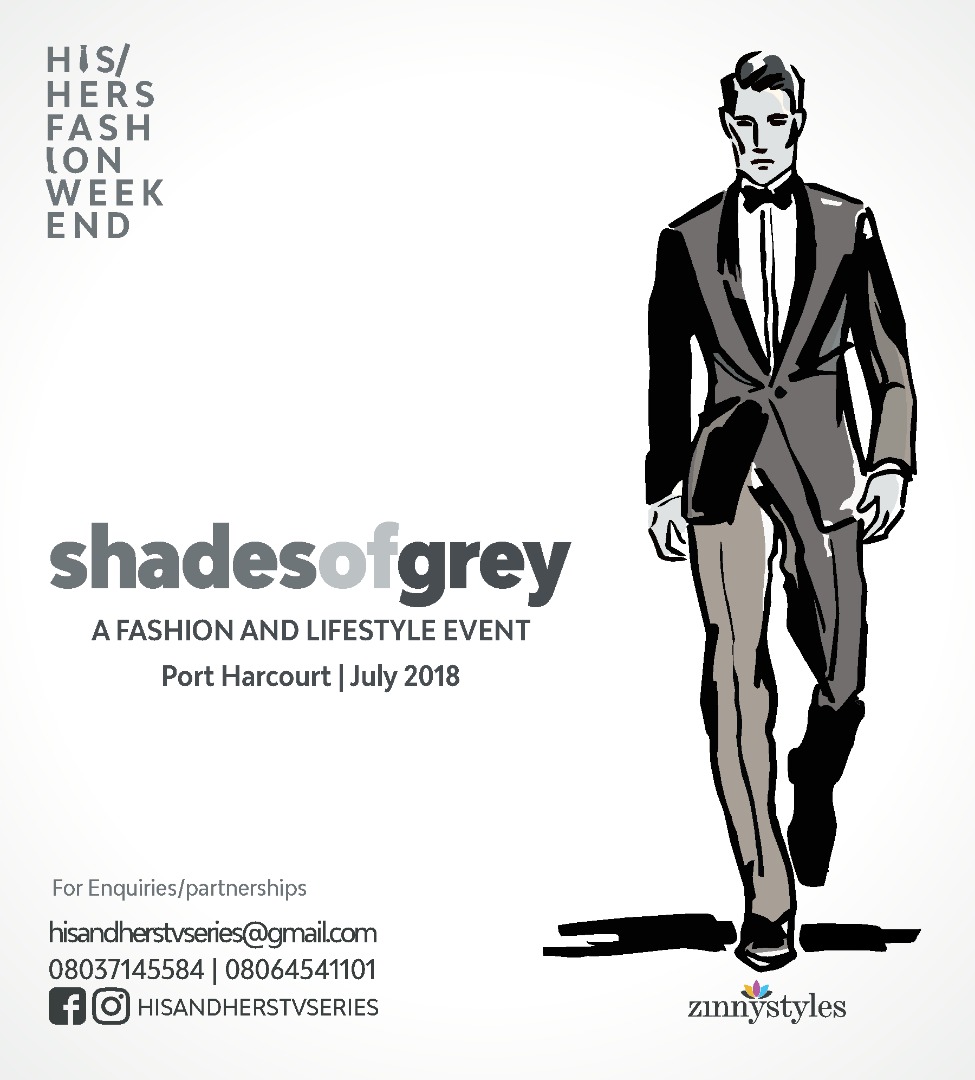 HIS/
HERS
FASH
ION
WEEK
END
shadesofgrey
A FASHION AND LIFESTYLE EVENT
Port Harcourt | July 2018
For Enquiries/partnerships
hisandherstvseries@gmail.com
08037145584 | 08064541101
HISANDHERSTVSERIES
zinnystyles